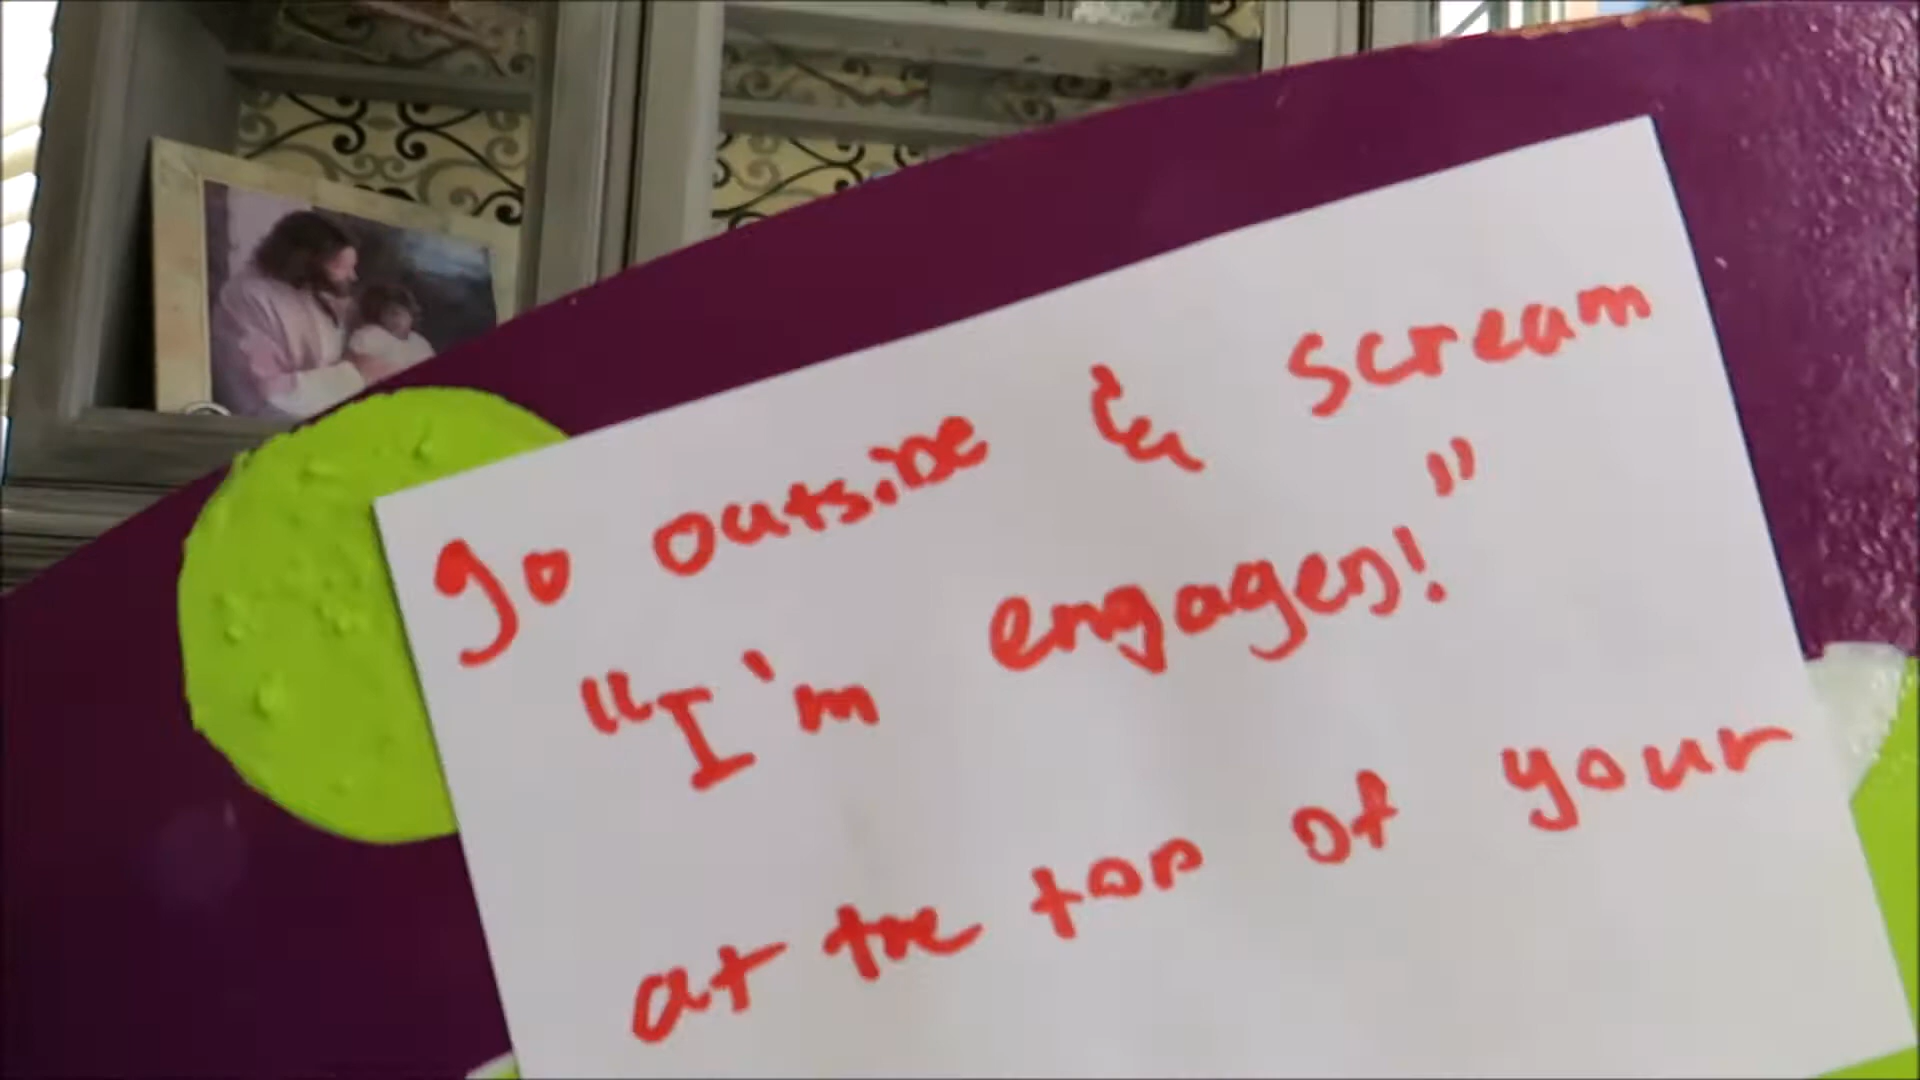 go outside & scream
"I'm engaged!"
at the top of your